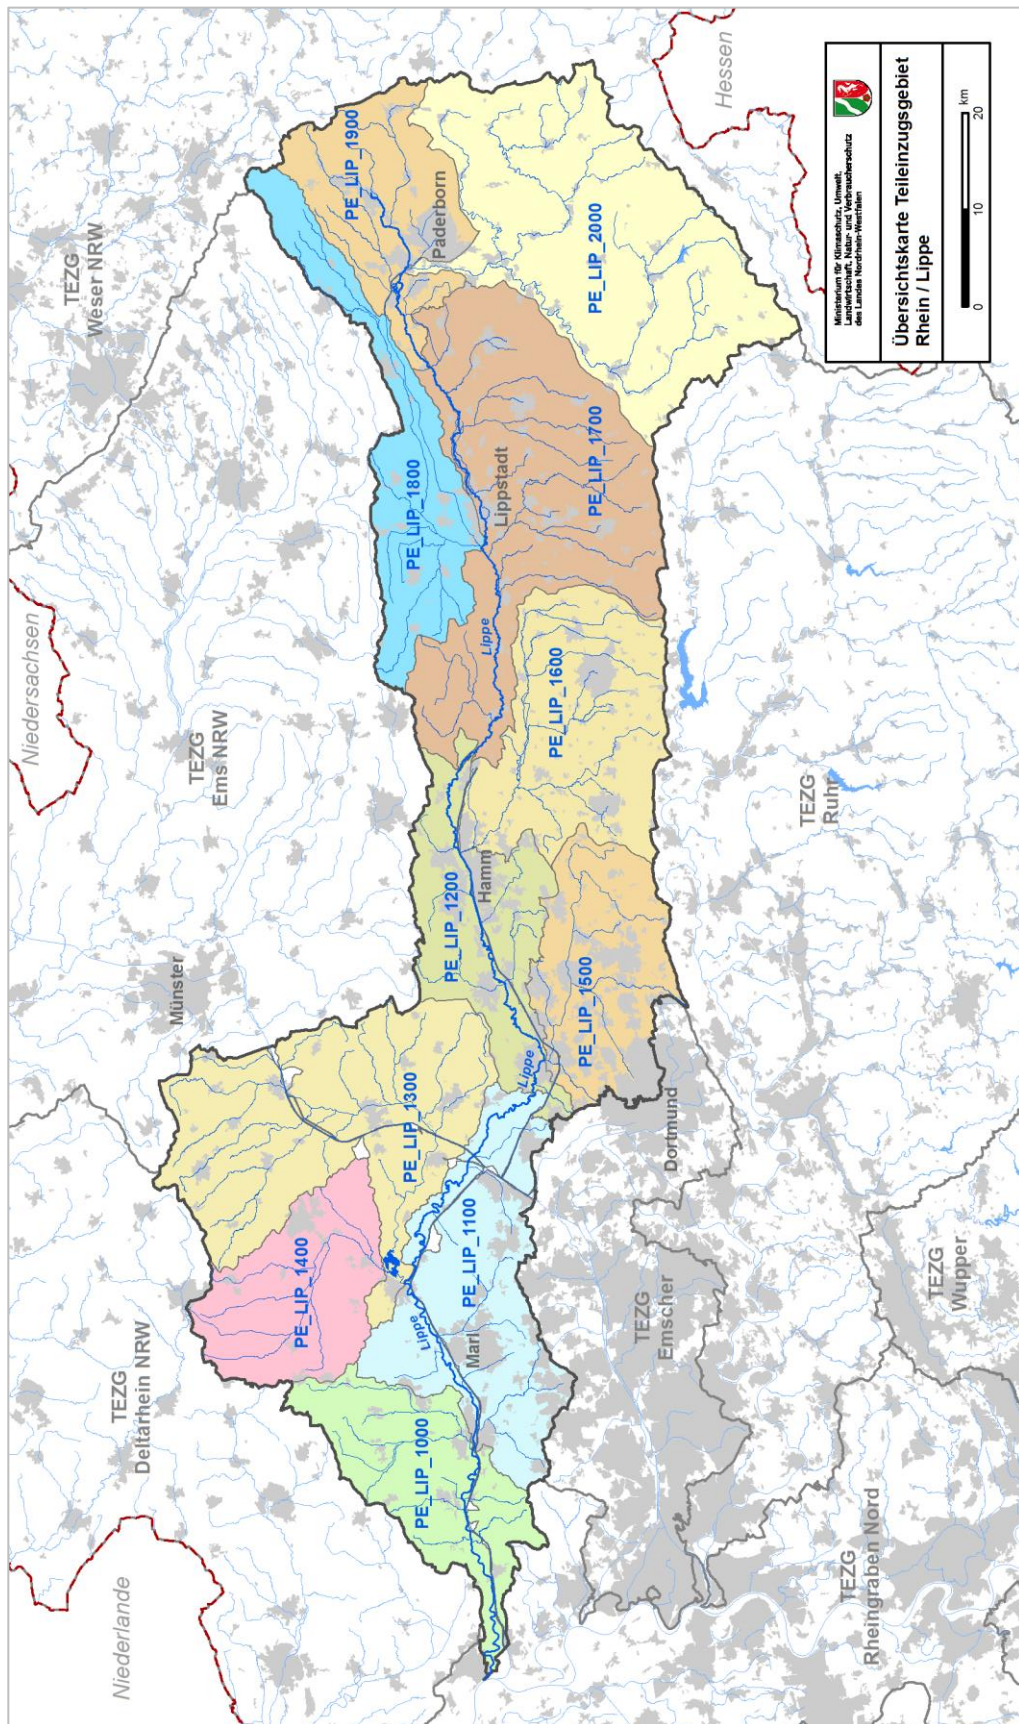 Niederlande
TEZG
Deltarhein NRW
Münster
TEZG
Ems NRW
Niedersachsen
TEZG
Weser NRW
PE_LIP_1000
PE_LIP_1400
PE_LIP_1300
PE_LIP_1100
Lippe
Marl
Lippe
PE_LIP_1200
Hamm
PE_LIP_1500
PE_LIP_1600
Lippe
PE_LIP_1800
Lippstadt
PE_LIP_1700
PE_LIP_1900
Paderborn
PE_LIP_2000
Dortmund
TEZG
Rheingraben Nord
TEZG
Emscher
TEZG
Wupper
TEZG
Ruhr
Hessen
Ministerium für Klimaschutz, Umwelt,
Landwirtschaft, Natur- und Verbraucherschutz
des Landes Nordrhein-Westfalen
Übersichtskarte Teileinzugsgebiet
Rhein / Lippe
0 10 20 km